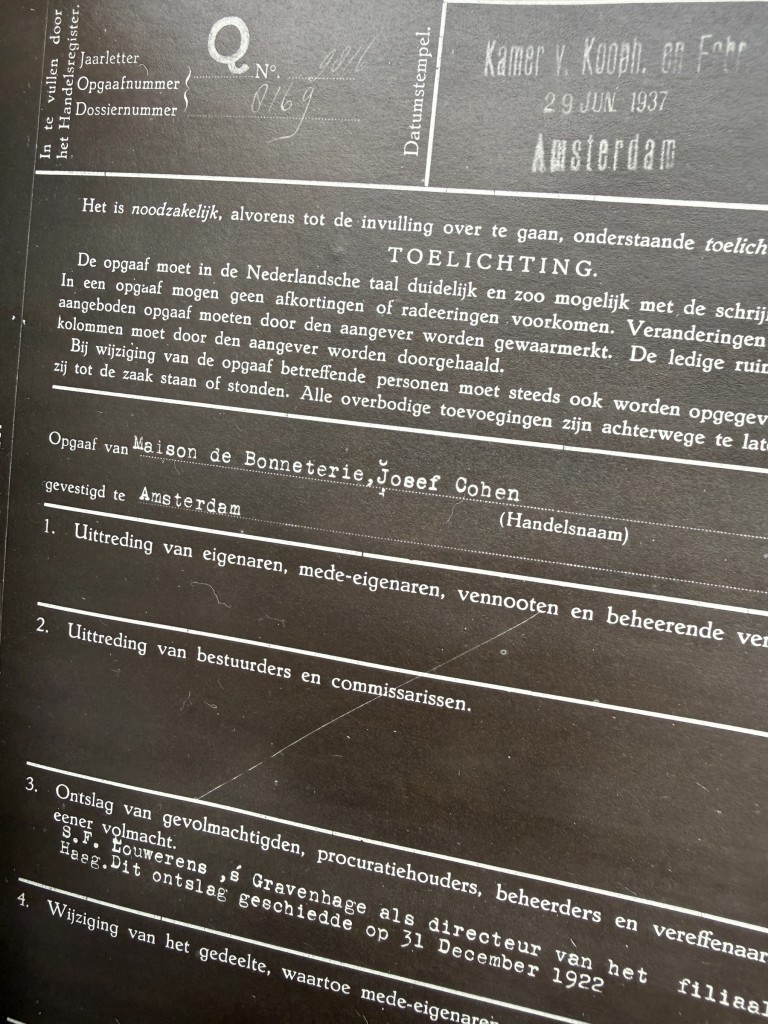 In te vullen door
het Handelsregister.
Jaarletter
Opgaafnummer
Dossiernummer
Q
No.
8169
Datumstempel.
Kamer v. Kooph. en Fabr
29 JUN. 1937
Amsterdam
Het is noodzakelijk, alvorens tot de invulling over te gaan, onderstaande toelich
TOELICHTING.
De opgaaf moet in de Nederlandsche taal duidelijk en zoo mogelijk met de schrij
In een opgaaf mogen geen afkortingen of radeeringen voorkomen. Veranderingen
aangeboden opgaaf moeten door den aangever worden gewaarmerkt. De ledige ruim
kolommen moet door den aangever worden doorgehaald.
Bij wijziging van de opgaaf betreffende personen moet steeds ook worden opgegev
zij tot de zaak staan of stonden. Alle overbodige toevoegingen zijn achterwege te late
Opgaaf van Maison de Bonneterie, Josef Cohen
(Handelsnaam)
gevestigd te Amsterdam
1. Uittreding van eigenaren, mede-eigenaren, vennooten en beheerende ven
2. Uittreding van bestuurders en commissarissen.
3. Ontslag van gevolmachtigden, procuratiehouders, beheerders en vereffenaar
eener volmacht.
S.F. Louwerens ,s Gravenhage als directeur van het filiaal
Haag.Dit ontslag geschiedde op 31 December 1922
4. Wijziging van het gedeelte, waartoe mede-eigenaren